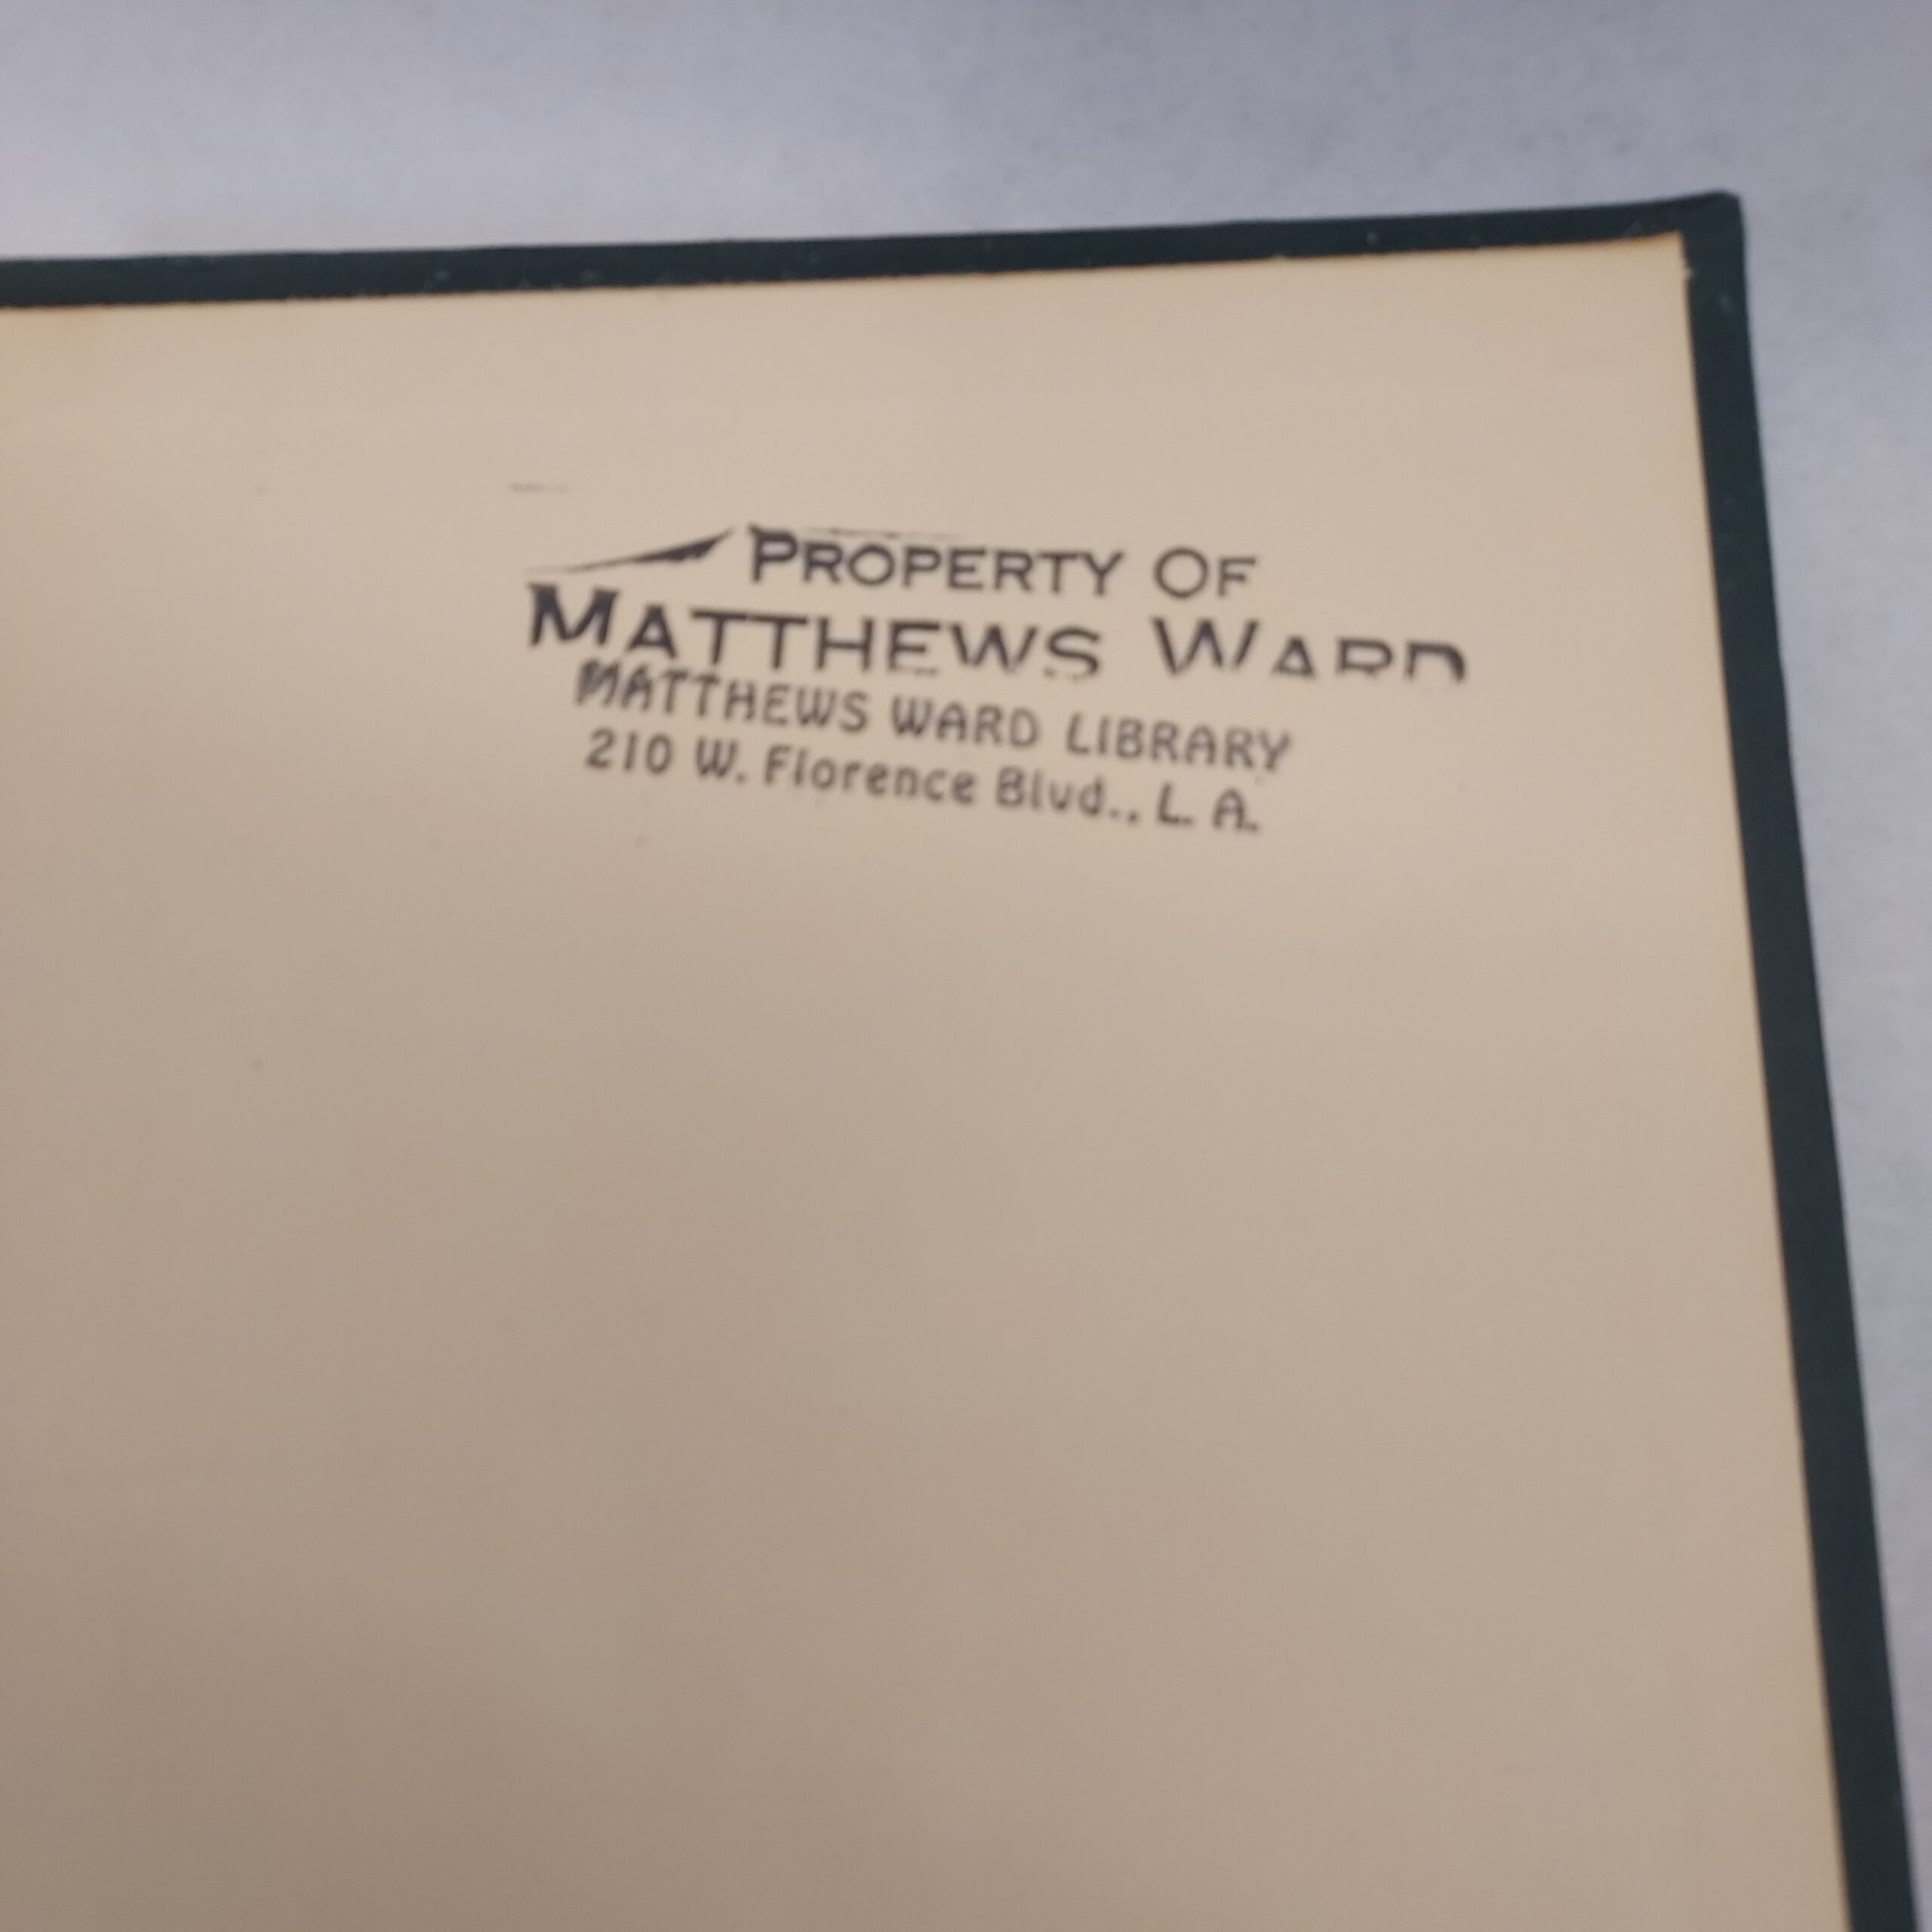 PROPERTY OF
MATTHEWS WARD
MATTHEWS WARD LIBRARY
210 W. Florence Blvd., L. A.